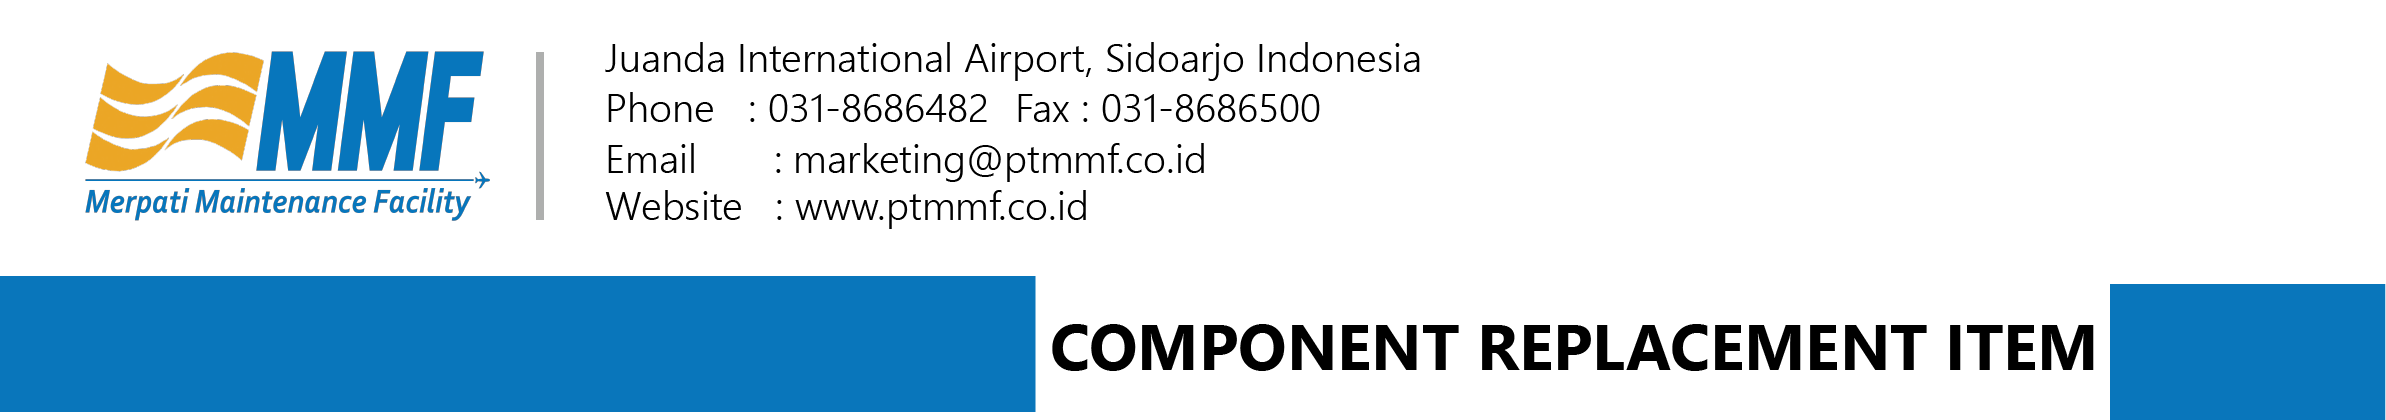 MMF
Merpati Maintenance Facility
Juanda International Airport, Sidoarjo Indonesia
Phone : 031-8686482 Fax : 031-8686500
Email : marketing@ptmmf.co.id
Website : www.ptmmf.co.id
COMPONENT REPLACEMENT ITEM